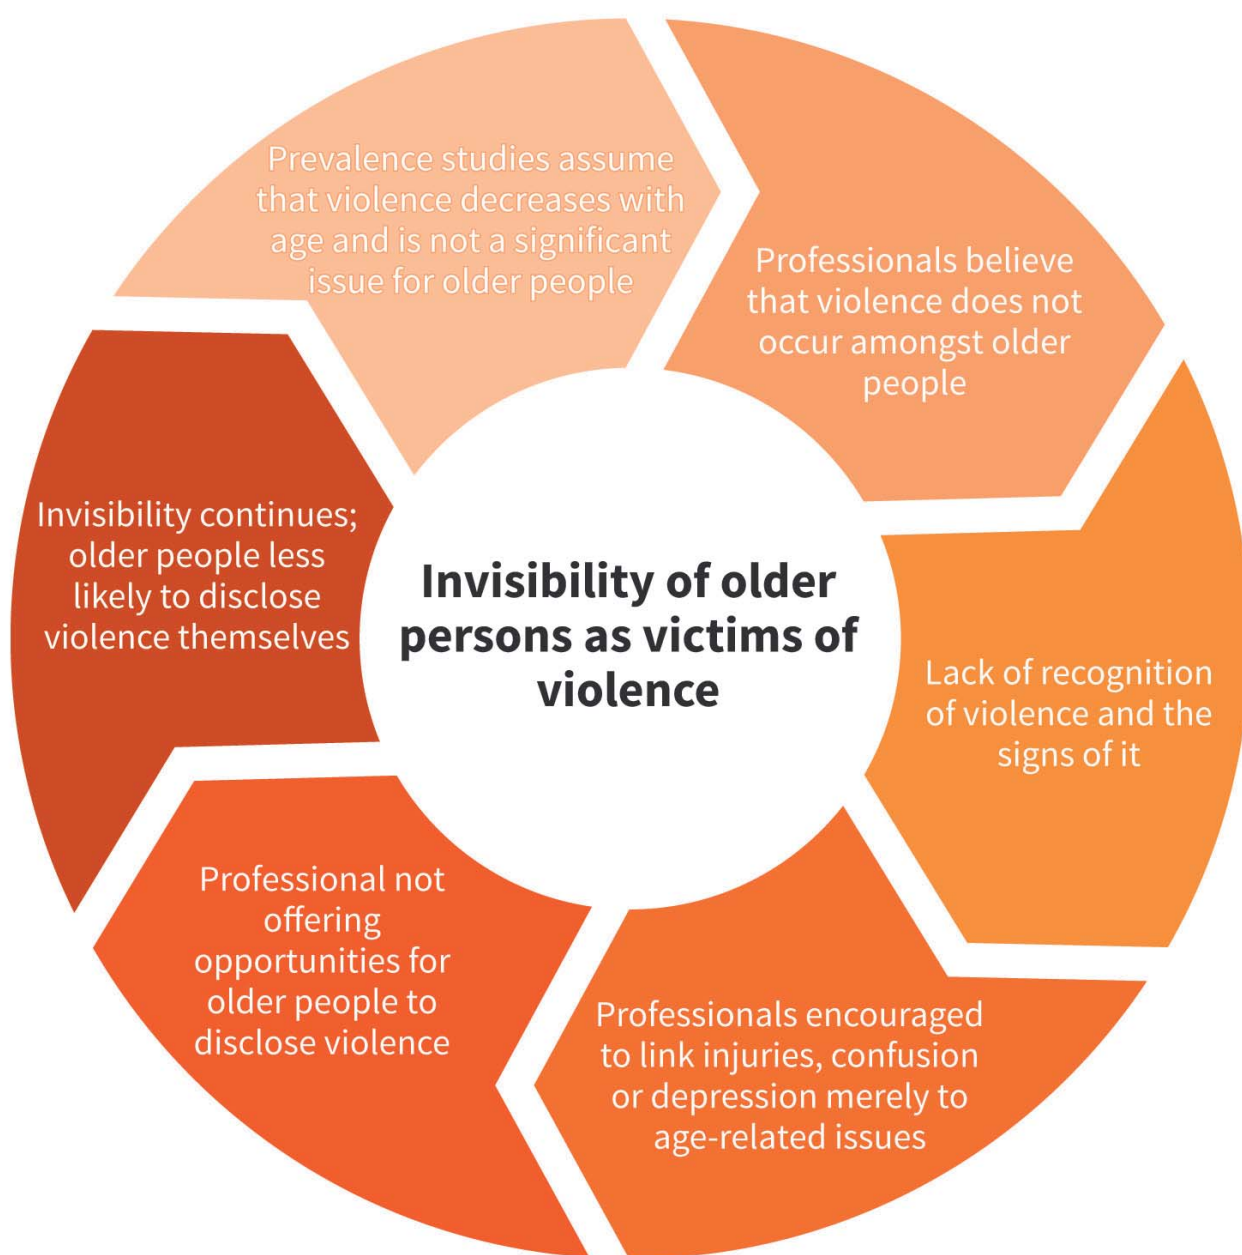 Prevalence studies assume
that violence decreases with
age and is not a significant
issue for older people
Professionals believe
that violence does not
occur amongst older
people
Lack of recognition
of violence and the
signs of it
Professionals encouraged
to link injuries, confusion
or depression merely to
age-related issues
Professional not
offering
opportunities for
older people to
disclose violence
Invisibility continues;
older people less
likely to disclose
violence themselves
Invisibility of older
persons as victims of
violence